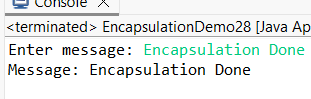 Console
<terminated> EncapsulationDemo28 [Java Ap
Enter message: Encapsulation Done
Message: Encapsulation Done